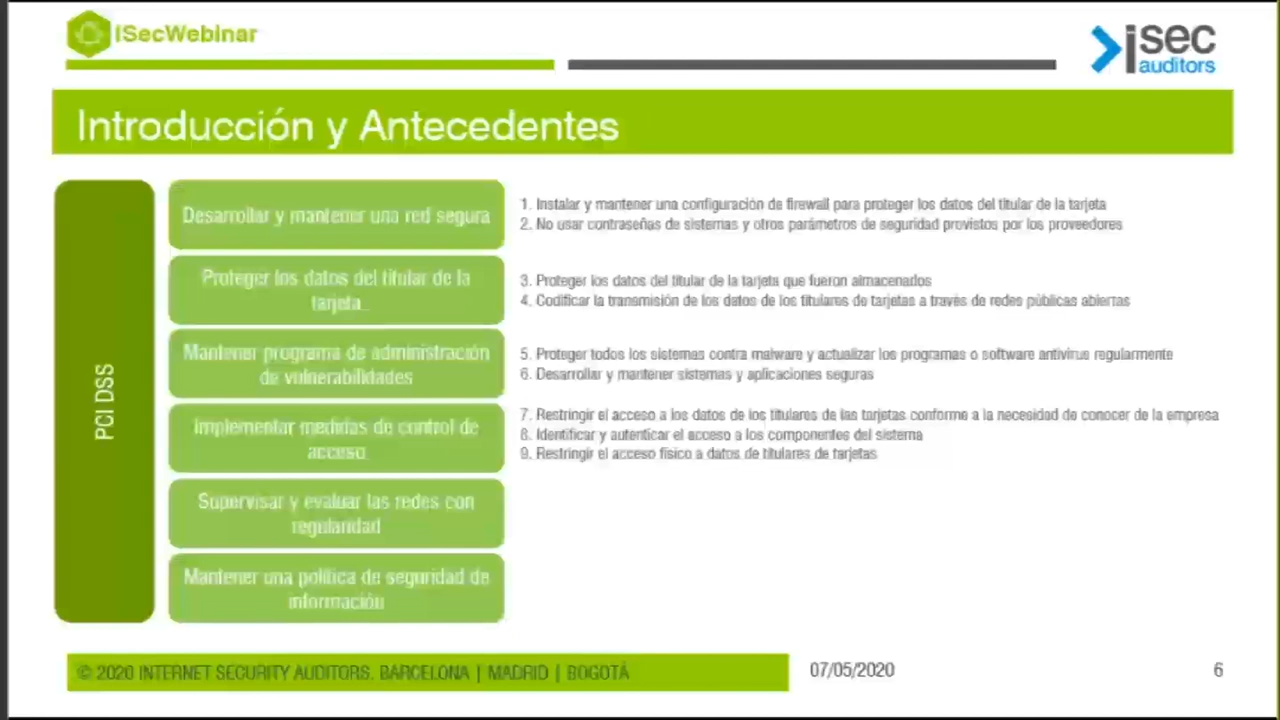 ISecWebinar
isec
auditors
Introducción y Antecedentes
PCI DSS
Desarrollar y mantener una red segura
1. Instalar y mantener una configuración de firewall para proteger los datos del titular de la tarjeta
2. No usar contraseñas de sistemas y otros parámetros de seguridad provistos por los proveedores
Proteger los datos del titular de la
tarjeta.
3. Proteger los datos del titular de la tarjeta que fueron almacenados
4. Codificar la transmisión de los datos de los titulares de tarjetas a través de redes públicas abiertas
Mantener programa de administración
de vulnerabilidades
5. Proteger todos los sistemas contra malware y actualizar los programas o software antivirus regularmente
6. Desarrollar y mantener sistemas y aplicaciones seguras
Implementar medidas de control de
acceso
7. Restringir el acceso a los datos de los titulares de las tarjetas conforme a la necesidad de conocer de la empresa
8. Identificar y autenticar el acceso a los componentes del sistema
9. Restringir el acceso físico a datos de titulares de tarjetas
Supervisar y evaluar las redes con
regularidad
Mantener una política de seguridad de
información
© 2020 INTERNET SECURITY AUDITORS. BARCELONA | MADRID | BOGOTÁ
07/05/2020
6